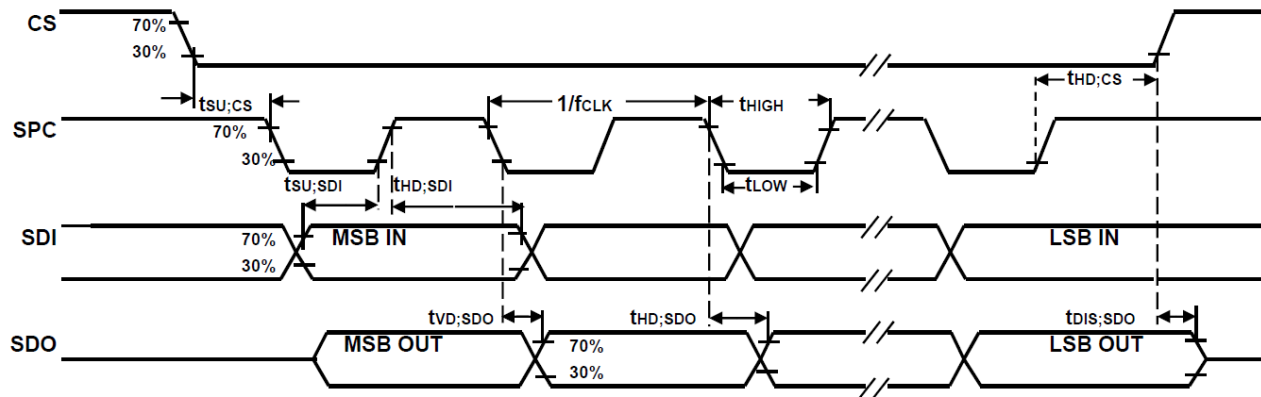 CS
70%
30%
tSU;CS
1/fCLK
tHIGH
tHD;CS
SPC
70%
30%
tSU;SDI
tHD;SDI
tLOW
SDI
70%
30%
MSB IN
LSB IN
tVD;SDO
tHD;SDO
tDIS;SDO
SDO
MSB OUT
70%
30%
LSB OUT